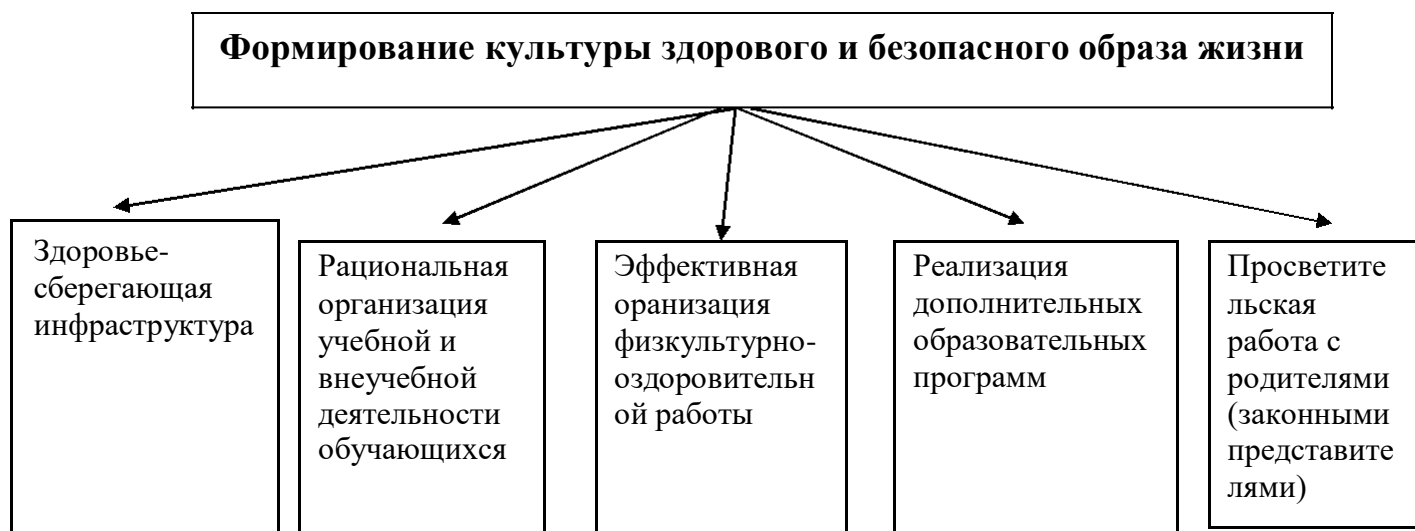 Формирование культуры здорового и безопасного образа жизни
Здоровье-
сберегающая
инфраструктура
Рациональная
организация
учебной и
внеучебной
деятельности
обучающихся
Эффективная
оранизация
физкультурно-
оздоровительн
ой работы
Реализация
дополнительных
образовательных
программ
Просветите
льская
работа с
родителями
(законными
представите
лями)